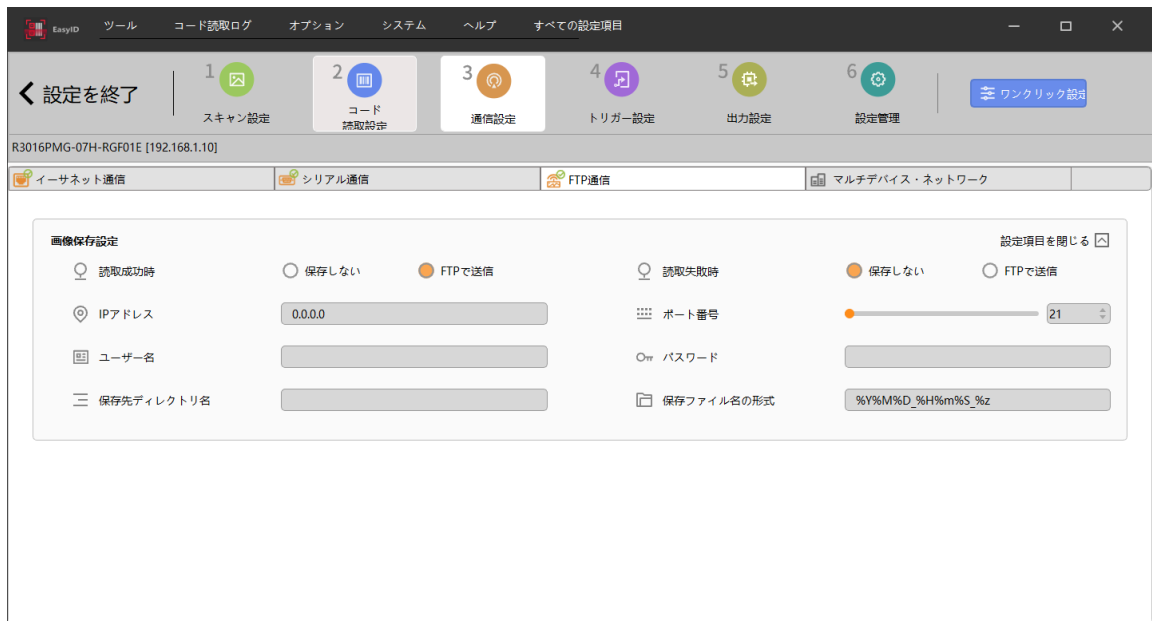 EasyID ツール コード読取ログ オプション システム ヘルプ すべての設定項目
設定を終了
1 スキャン設定
2 コード
読取設定
3 通信設定
4 トリガー設定
5 出力設定
6 設定管理
ワンクリック設定
R3016PMG-07H-RGF01E [192.168.1.10]
イーサネット通信 シリアル通信 FTP通信 マルチデバイス・ネットワーク
画像保存設定 設定項目を閉じる
読取成功時 保存しない FTPで送信 読取失敗時 保存しない FTPで送信
IPアドレス 0.0.0.0 ポート番号 21
ユーザー名 パスワード
保存先ディレクトリ名 保存ファイル名の形式 %Y%M%D_%H%m%S_%z